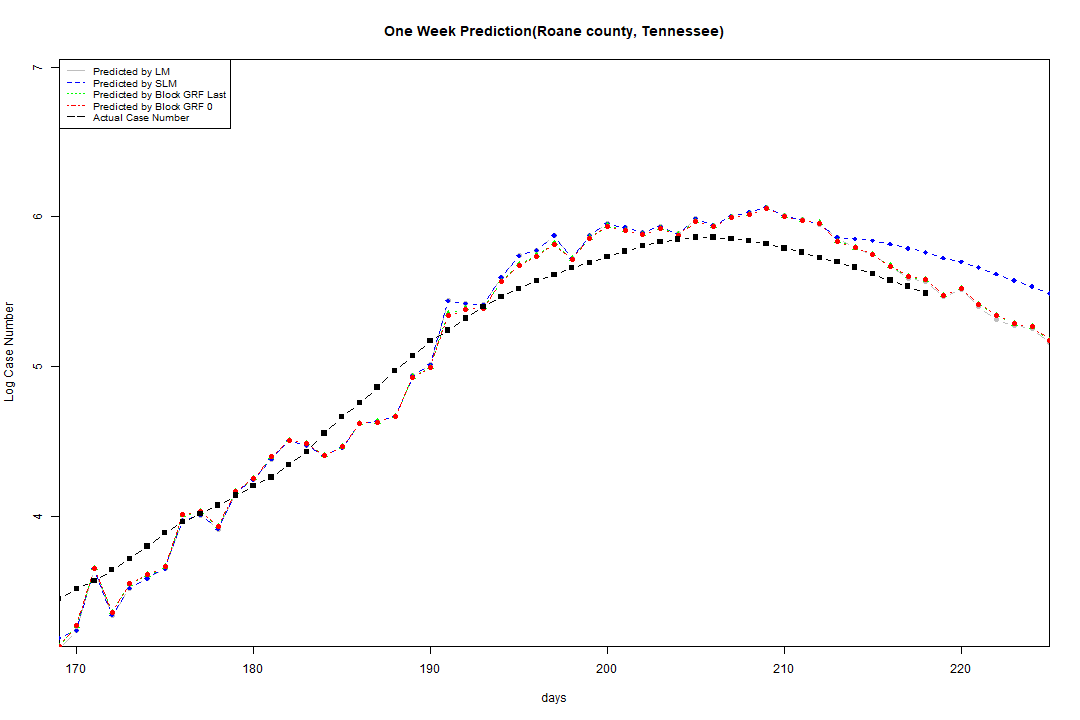 One Week Prediction(Roane county, Tennessee)
Predicted by LM
Predicted by SLM
Predicted by Block GRF Last
Predicted by Block GRF 0
Actual Case Number
7
6
5
4
Log Case Number
170 180 190 200 210 220
days